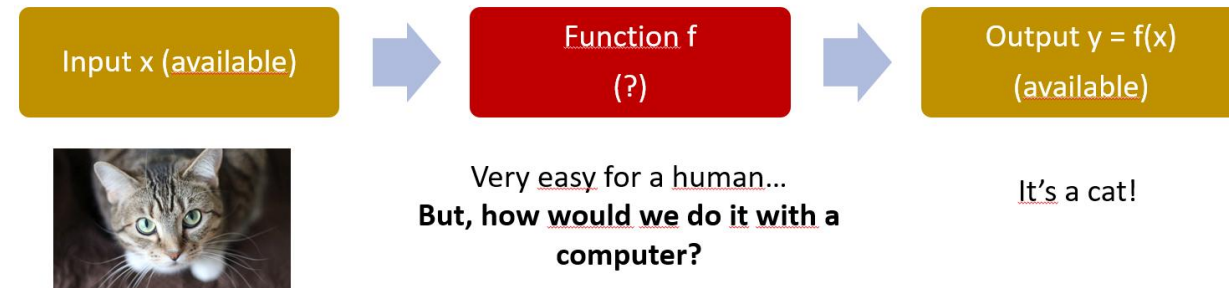 Input x (available)
Function f
(?)
Output y = f(x)
(available)
Very easy for a human...
But, how would we do it with a
computer?
It's a cat!